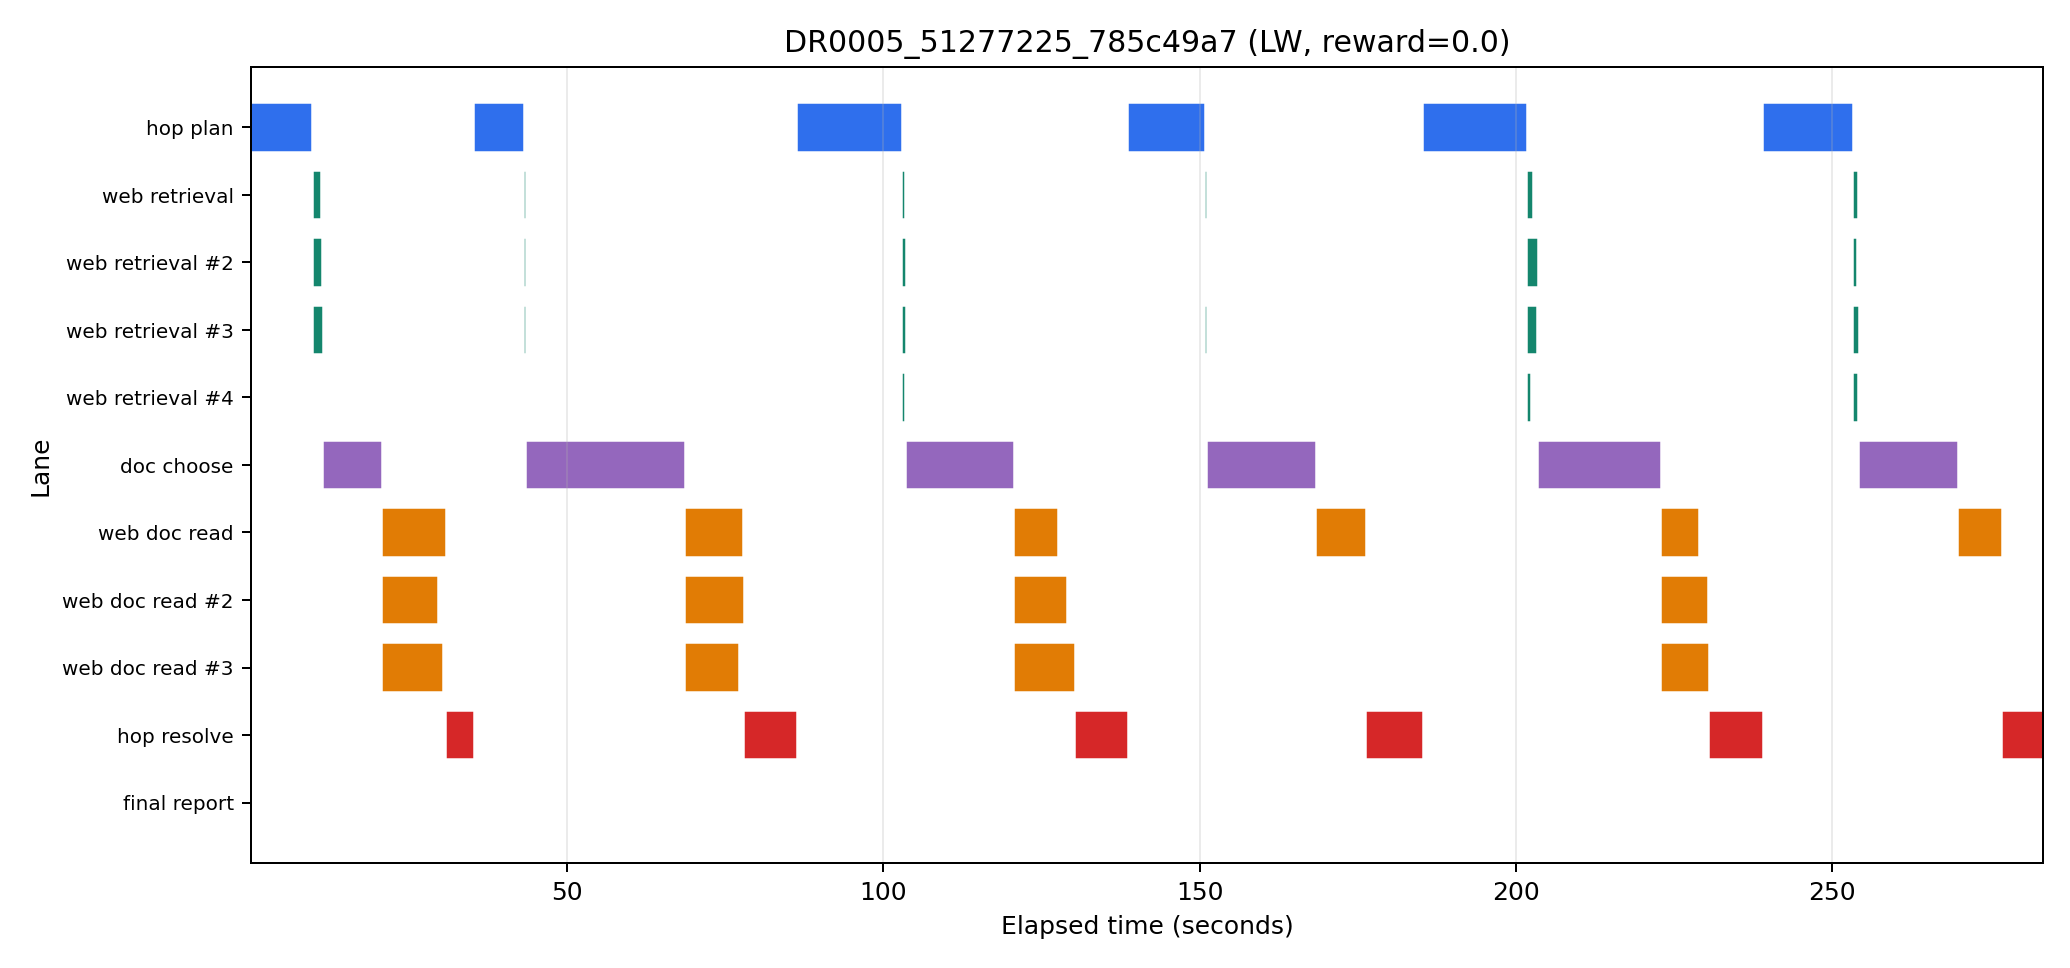 DR0005_51277225_785c49a7 (LW, reward=0.0)
hop plan
web retrieval
web retrieval #2
web retrieval #3
web retrieval #4
doc choose
web doc read
web doc read #2
web doc read #3
hop resolve
final report
Lane
50 100 150 200 250
Elapsed time (seconds)